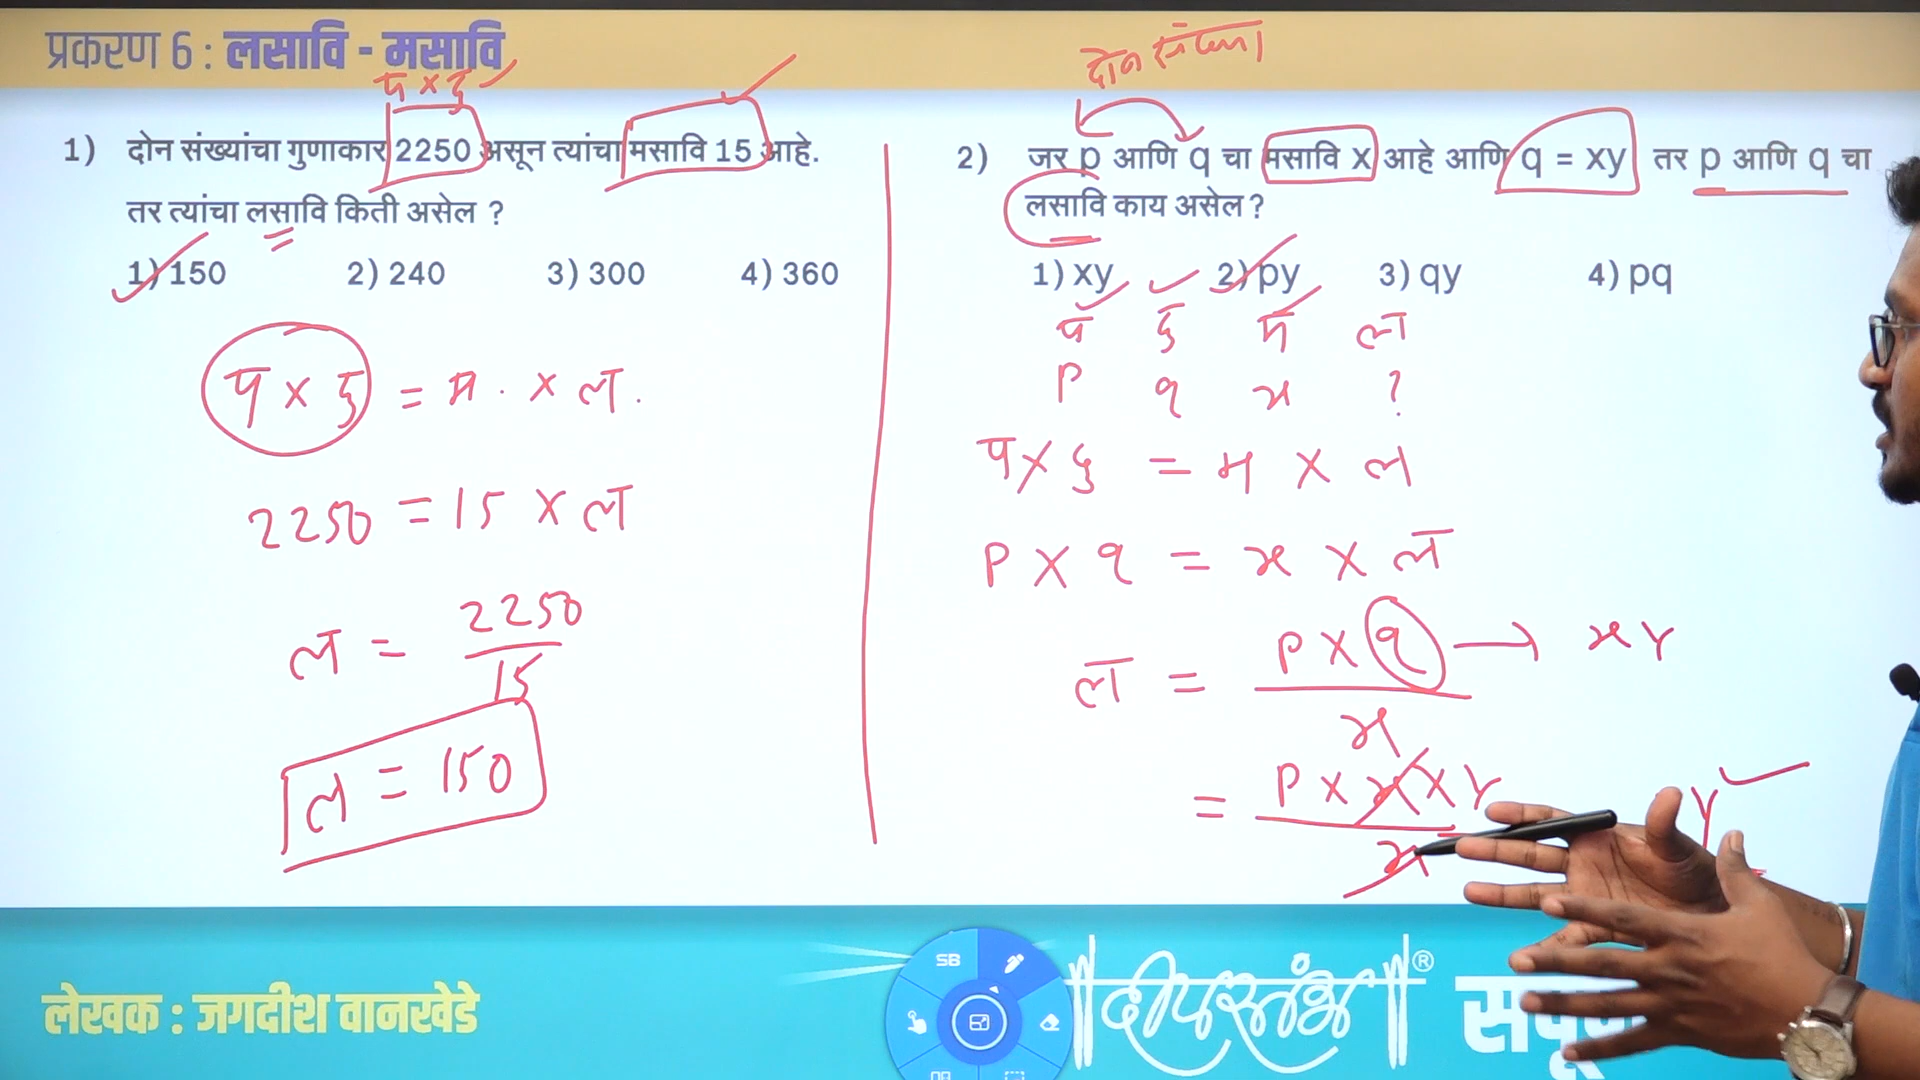 प्रकरण 6 : लसावि - मसावि
प × दु
दोन संख्या
1) दोन संख्यांचा गुणाकार 2250 असून त्यांचा मसावि 15 आहे.
तर त्यांचा लसावि किती असेल ?
1) 150 2) 240 3) 300 4) 360
प × दु = म. × ल.
2250 = 15 × ल
ल = 2250
15
ल = 150
2) जर p आणि q चा मसावि x आहे आणि q = xy तर p आणि q चा
लसावि काय असेल ?
1) xy 2) py 3) qy 4) pq
प दु म ल
P q x ?
प × दु = म × ल
P × q = x × ल
ल = P × q → xy
x
= P × x × y
x
y
लेखक : जगदीश वानखेडे
SB
दीपस्तंभ ®